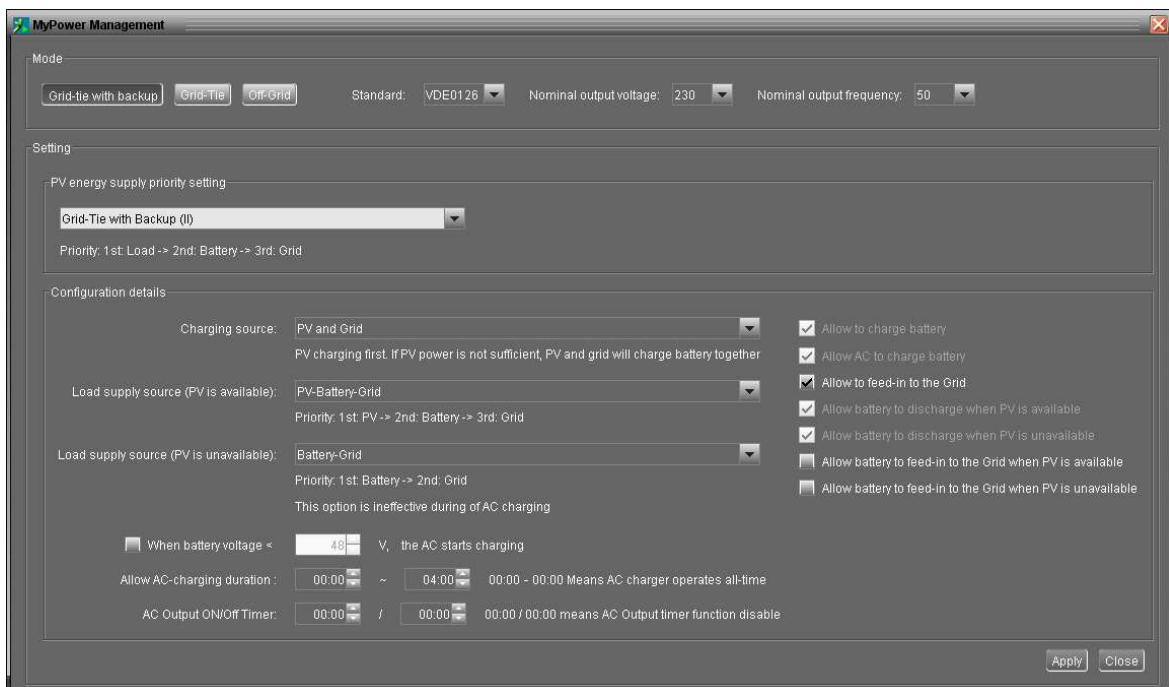 MyPower Management
Mode
Grid-tie with backup Grid-Tie Off-Grid Standard: VDE0126 Nominal output voltage: 230 Nominal output frequency: 50
Setting
PV energy supply priority setting
Grid-Tie with Backup (II)
Priority: 1st: Load -> 2nd: Battery -> 3rd: Grid
Configuration details
Charging source: PV and Grid
PV charging first. If PV power is not sufficient, PV and grid will charge battery together
Load supply source (PV is available): PV-Battery-Grid
Priority: 1st: PV -> 2nd: Battery -> 3rd: Grid
Load supply source (PV is unavailable): Battery-Grid
Priority: 1st: Battery -> 2nd: Grid
This option is ineffective during of AC charging
When battery voltage < 48 V, the AC starts charging
Allow AC-charging duration : 00:00 ~ 04:00 00:00 - 00:00 Means AC charger operates all-time
AC Output ON/Off Timer: 00:00 / 00:00 00:00 / 00:00 means AC Output timer function disable
Allow to charge battery
Allow AC to charge battery
Allow to feed-in to the Grid
Allow battery to discharge when PV is available
Allow battery to discharge when PV is unavailable
Allow battery to feed-in to the Grid when PV is available
Allow battery to feed-in to the Grid when PV is unavailable
Apply Close